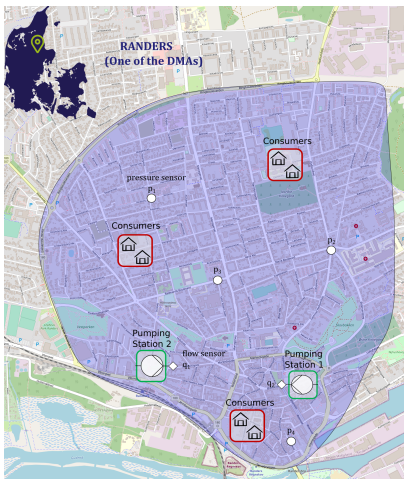 RANDERS
(One of the DMAs)
Consumers
pressure sensor
p1
Consumers
p2
p3
Pumping
Station 2
flow sensor
q1
Pumping
Station 1
q2
Consumers
p4